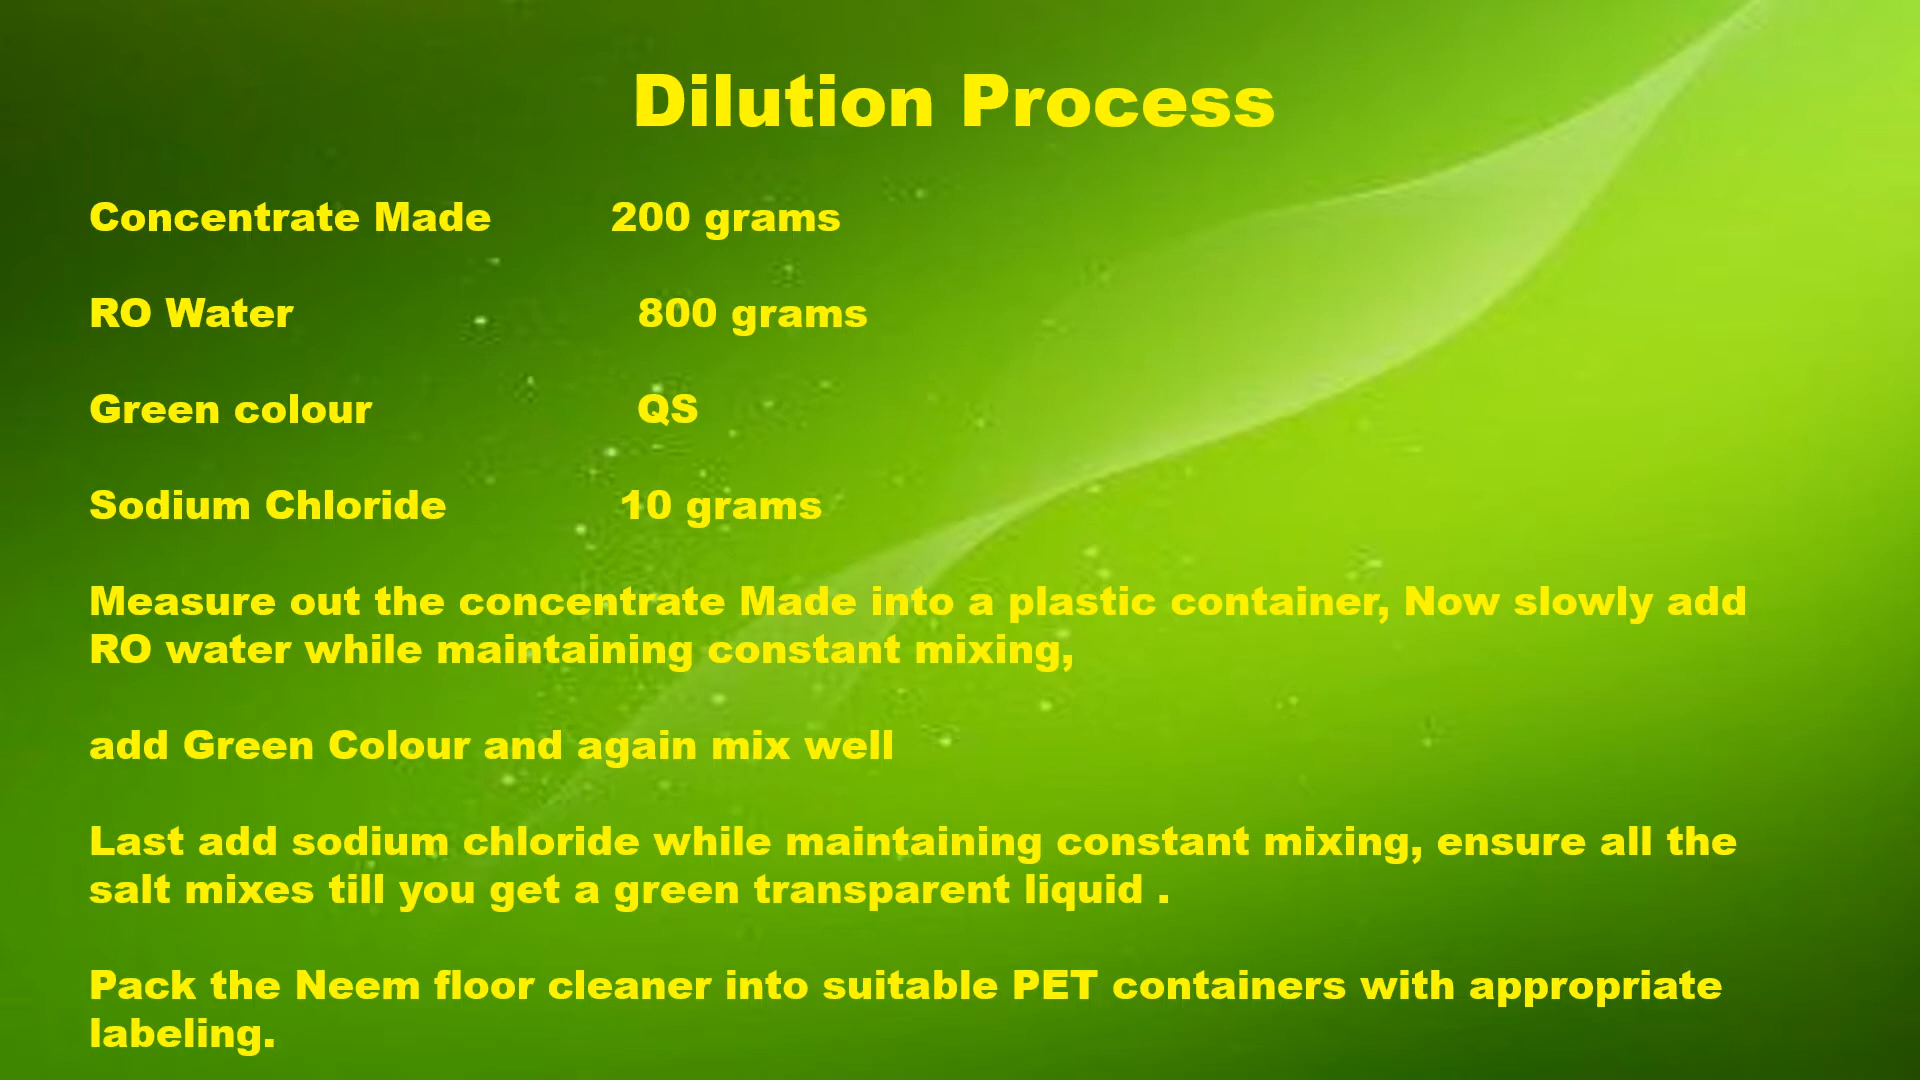 Dilution Process
Concentrate Made 200 grams
RO Water 800 grams
Green colour QS
Sodium Chloride 10 grams
Measure out the concentrate Made into a plastic container, Now slowly add
RO water while maintaining constant mixing,
add Green Colour and again mix well
Last add sodium chloride while maintaining constant mixing, ensure all the
salt mixes till you get a green transparent liquid .
Pack the Neem floor cleaner into suitable PET containers with appropriate
labeling.